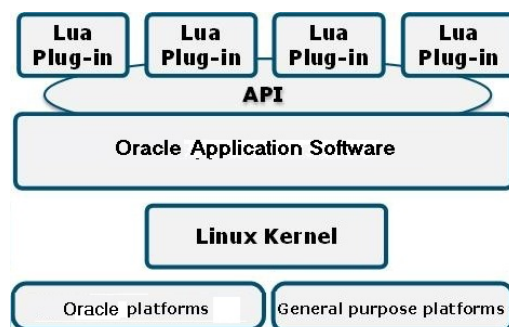 Lua
Plug-in
Lua
Plug-in
Lua
Plug-in
Lua
Plug-in
API
Oracle Application Software
Linux Kernel
Oracle platforms
General purpose platforms